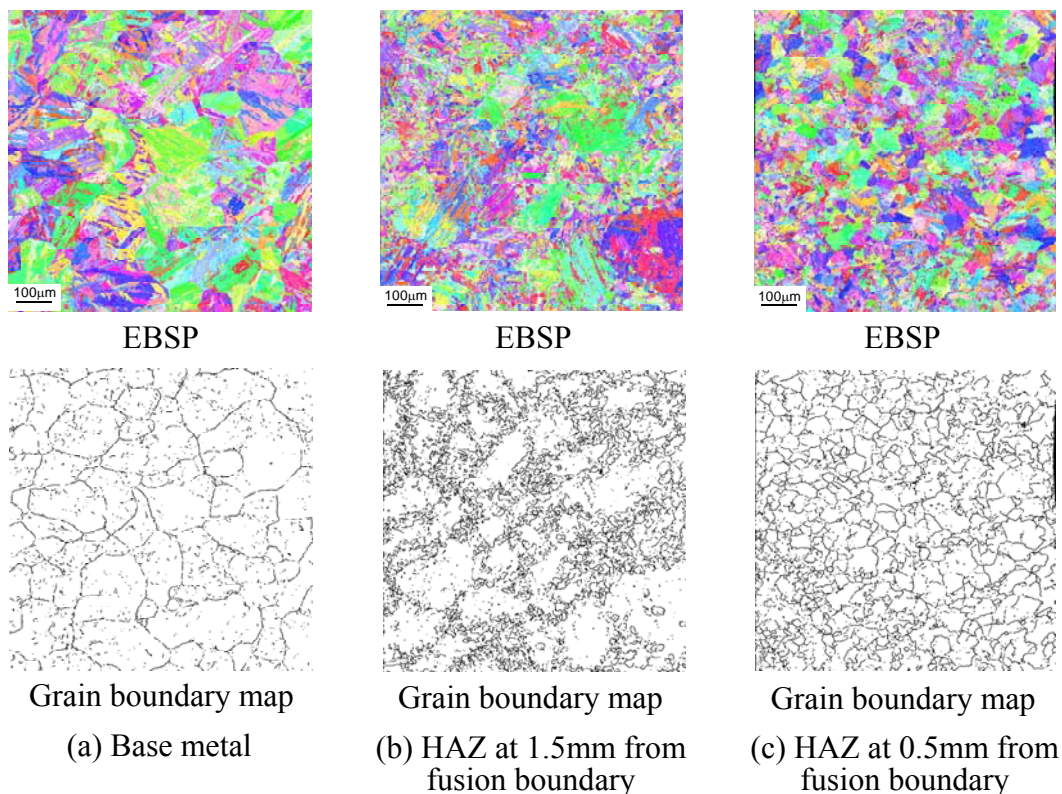 100μm
100μm
100μm
EBSP
EBSP
EBSP
Grain boundary map
Grain boundary map
Grain boundary map
(a) Base metal
(b) HAZ at 1.5mm from
fusion boundary
(c) HAZ at 0.5mm from
fusion boundary